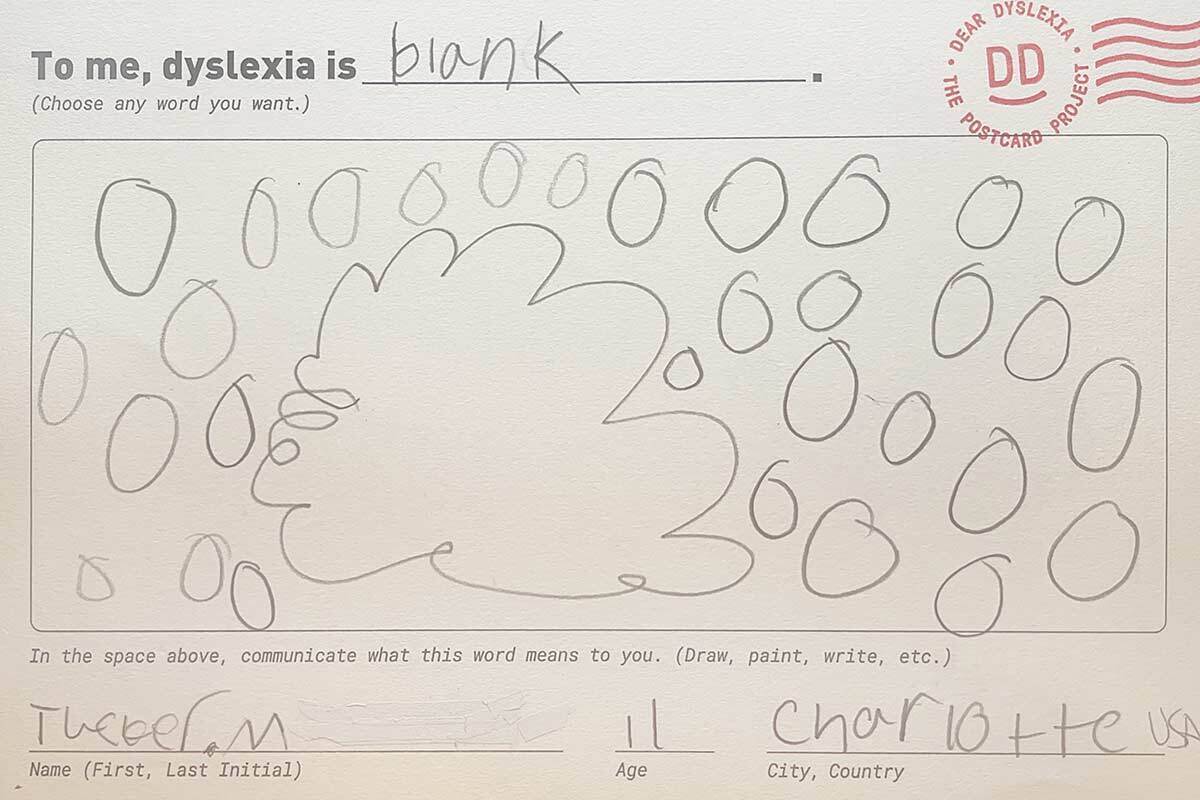 To me, dyslexia is blank.
(Choose any word you want.)
• DEAR DYSLEXIA • THE POSTCARD PROJECT
DD
In the space above, communicate what this word means to you. (Draw, paint, write, etc.)
M 11 Charlotte USA
Name (First, Last Initial) Age City, Country